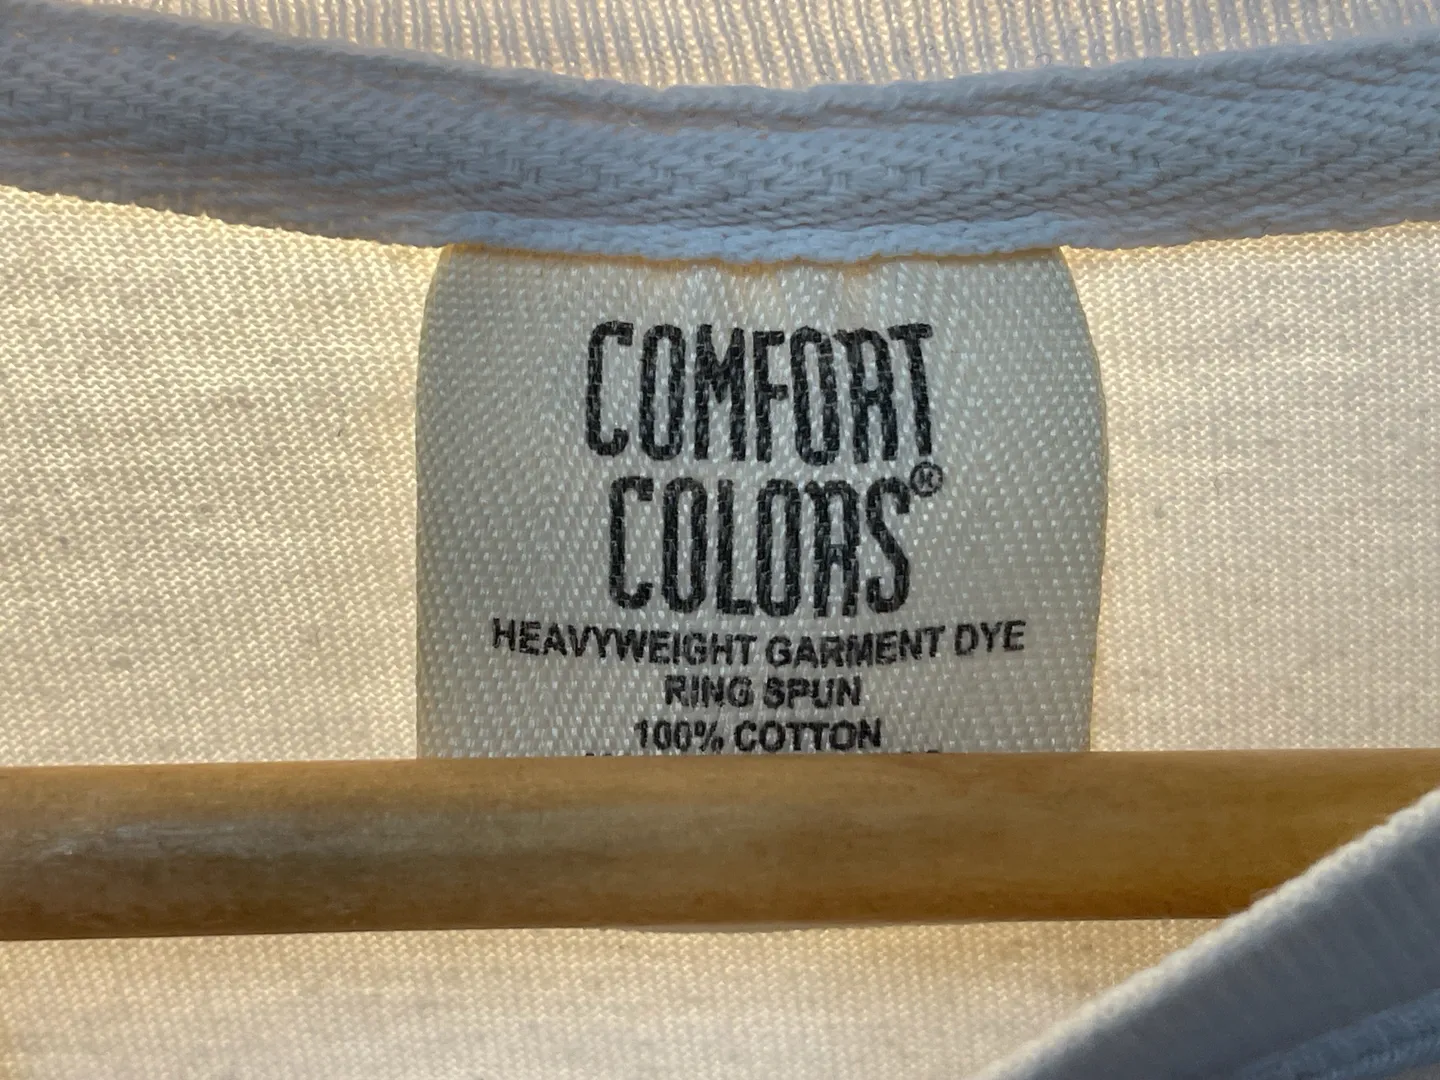 COMFORT
COLORS®
HEAVYWEIGHT GARMENT DYE
RING SPUN
100% COTTON